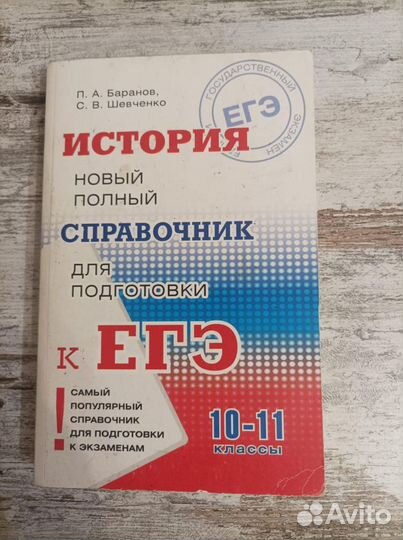 П. А. Баранов,
С. В. Шевченко
ГОСУДАРСТВЕННЫЙ
ЭКЗАМЕН
ЕГЭ
ИСТОРИЯ
НОВЫЙ
ПОЛНЫЙ
СПРАВОЧНИК
ДЛЯ
ПОДГОТОВКИ
К ЕГЭ
! САМЫЙ
ПОПУЛЯРНЫЙ
СПРАВОЧНИК
ДЛЯ ПОДГОТОВКИ
К ЭКЗАМЕНАМ
10-11
классы
Avito